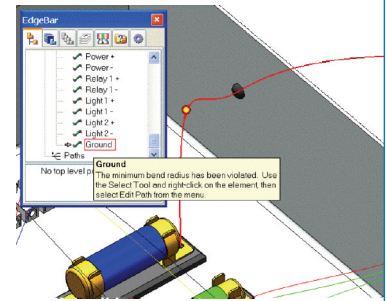 EdgeBar
Power +
Power -
Relay 1 +
Relay 1 -
Light 1 +
Light 1 -
Light 2 +
Light 2 -
Ground
Paths
No top level
Ground
The minimum bend radius has been violated. Use
the Select Tool and right-click on the element, then
select Edit Path from the menu.